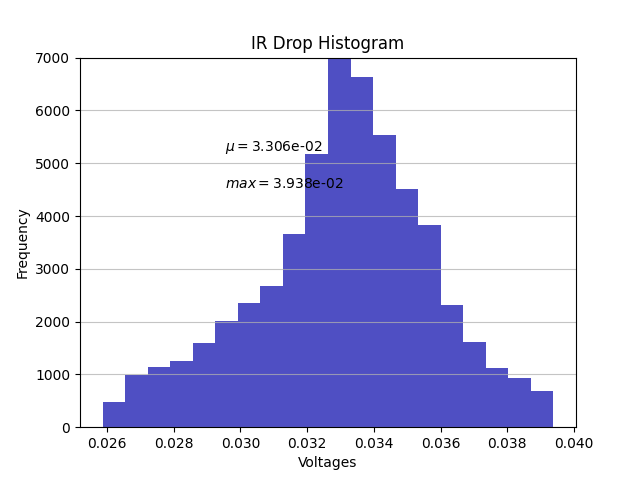 IR Drop Histogram
7000
6000
5000
4000
3000
2000
1000
0
Frequency
μ = 3.306e-02
max = 3.938e-02
0.026 0.028 0.030 0.032 0.034 0.036 0.038 0.040
Voltages